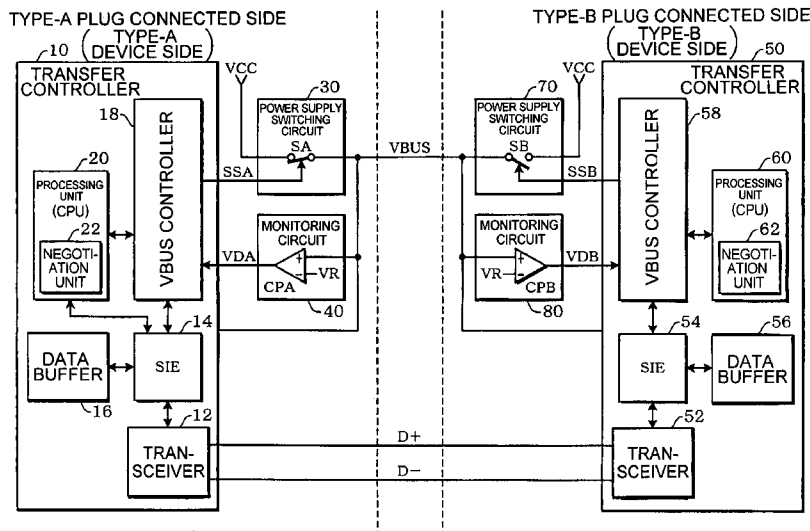 TYPE-A PLUG CONNECTED SIDE
(TYPE-A
DEVICE SIDE)
10
TRANSFER
CONTROLLER
18
VBUS CONTROLLER
20
PROCESSING
UNIT
(CPU)
22
NEGOTI-
ATION
UNIT
14
SIE
DATA
BUFFER
16
12
TRAN-
SCEIVER
VCC
30
POWER SUPPLY
SWITCHING
CIRCUIT
SA
SSA
MONITORING
CIRCUIT
+
−
VR
CPA
VDA
40
VBUS
D+
D−
TYPE-B PLUG CONNECTED SIDE
(TYPE-B
DEVICE SIDE)
70
VCC
POWER SUPPLY
SWITCHING
CIRCUIT
SB
SSB
MONITORING
CIRCUIT
+
VR
−
CPB
VDB
80
50
TRANSFER
CONTROLLER
58
VBUS CONTROLLER
60
PROCESSING
UNIT
(CPU)
62
NEGOTI-
ATION
UNIT
54
SIE
56
DATA
BUFFER
52
TRAN-
SCEIVER